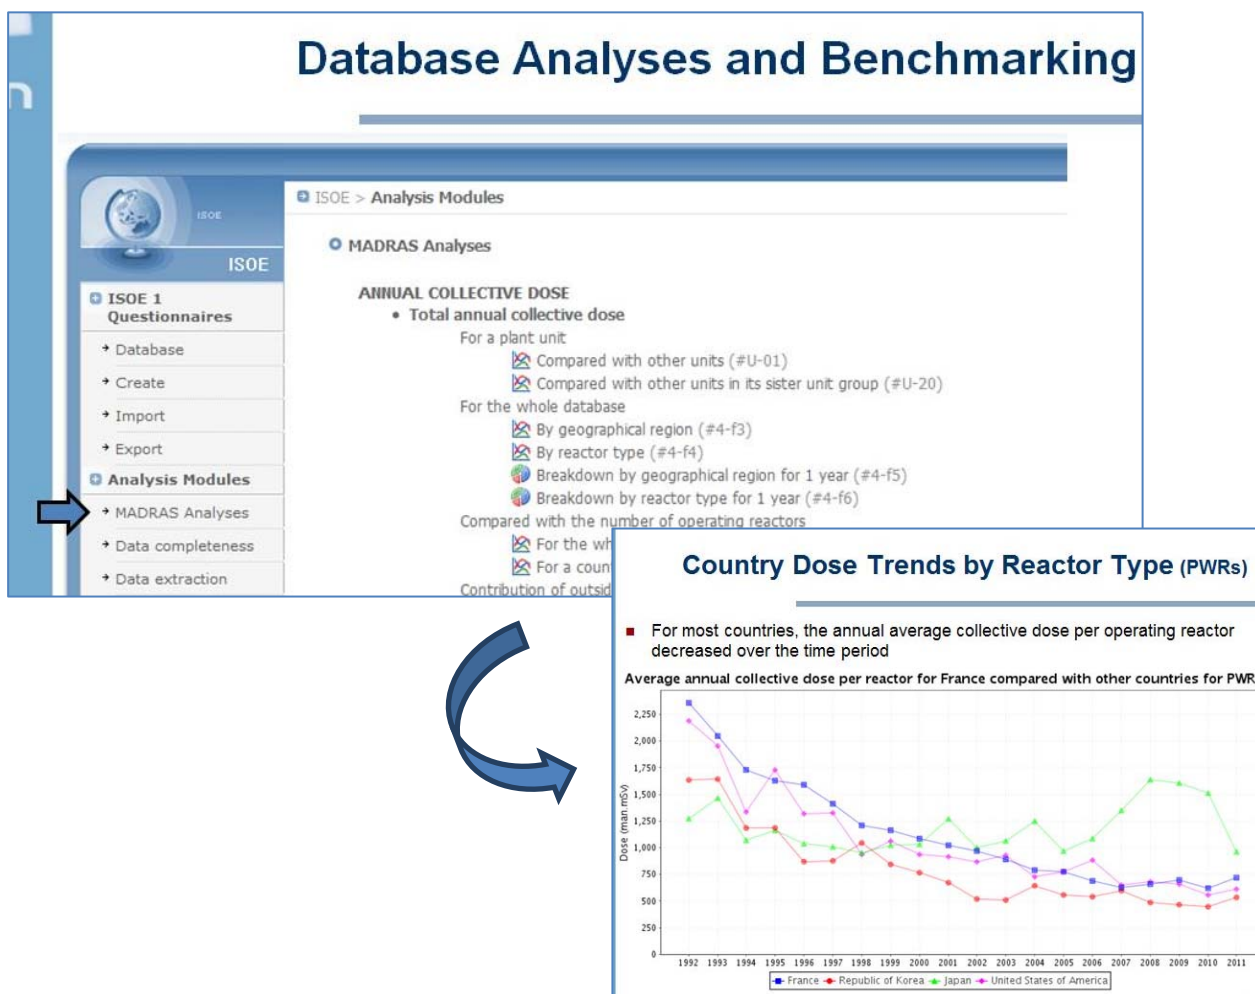 Database Analyses and Benchmarking
ISOE
ISOE
ISOE 1
Questionnaires
Database
Create
Import
Export
Analysis Modules
MADRAS Analyses
Data completeness
Data extraction
ISOE > Analysis Modules
MADRAS Analyses
ANNUAL COLLECTIVE DOSE
• Total annual collective dose
For a plant unit
Compared with other units (#U-01)
Compared with other units in its sister unit group (#U-20)
For the whole database
By geographical region (#4-f3)
By reactor type (#4-f4)
Breakdown by geographical region for 1 year (#4-f5)
Breakdown by reactor type for 1 year (#4-f6)
Compared with the number of operating reactors
For the wh
For a coun
Contribution of outsid
Country Dose Trends by Reactor Type (PWRs)
For most countries, the annual average collective dose per operating reactor
decreased over the time period
Average annual collective dose per reactor for France compared with other countries for PWR
Dose (man.mSv)
2,250
2,000
1,750
1,500
1,250
1,000
750
500
250
0
1992 1993 1994 1995 1996 1997 1998 1999 2000 2001 2002 2003 2004 2005 2006 2007 2008 2009 2010 2011
France Republic of Korea Japan United States of America